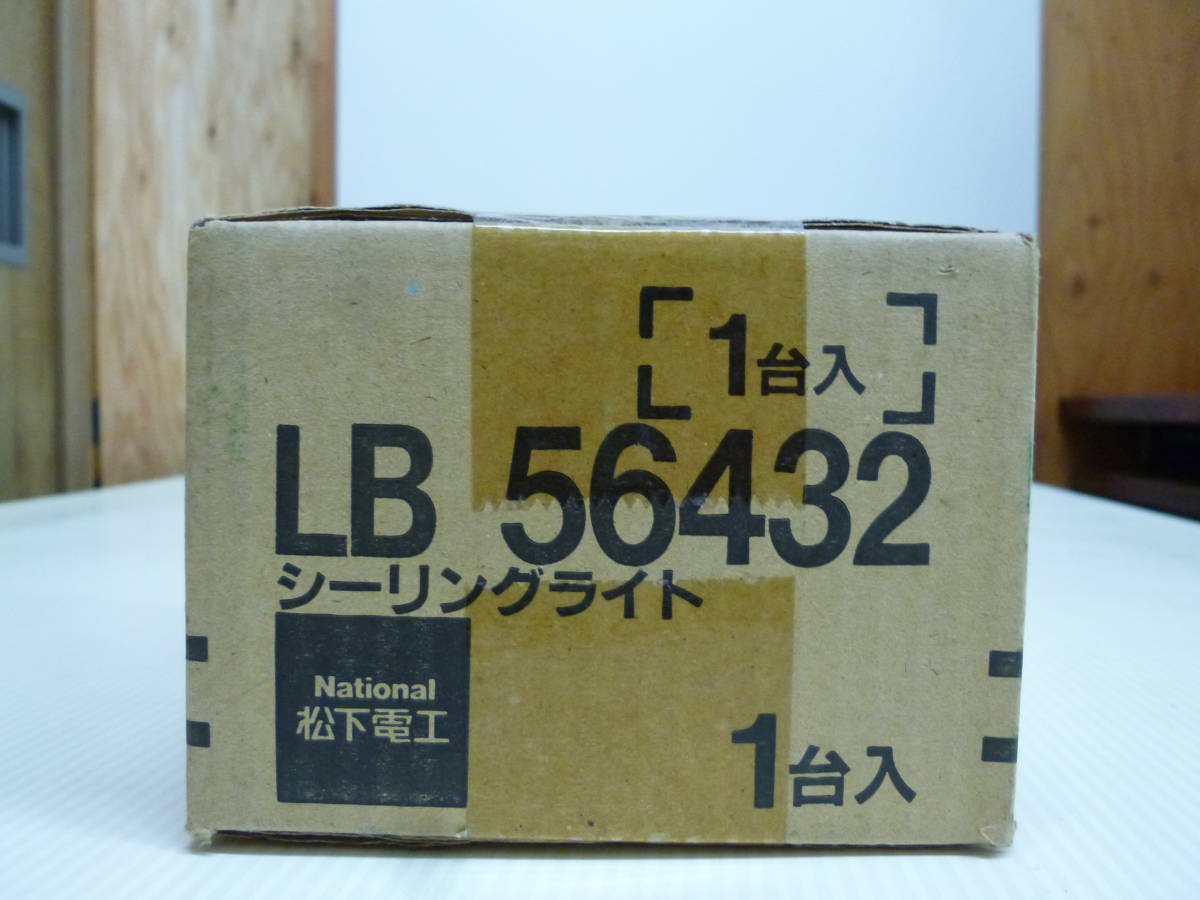 1台入
LB 56432
シーリングライト
National
松下電工
1台入